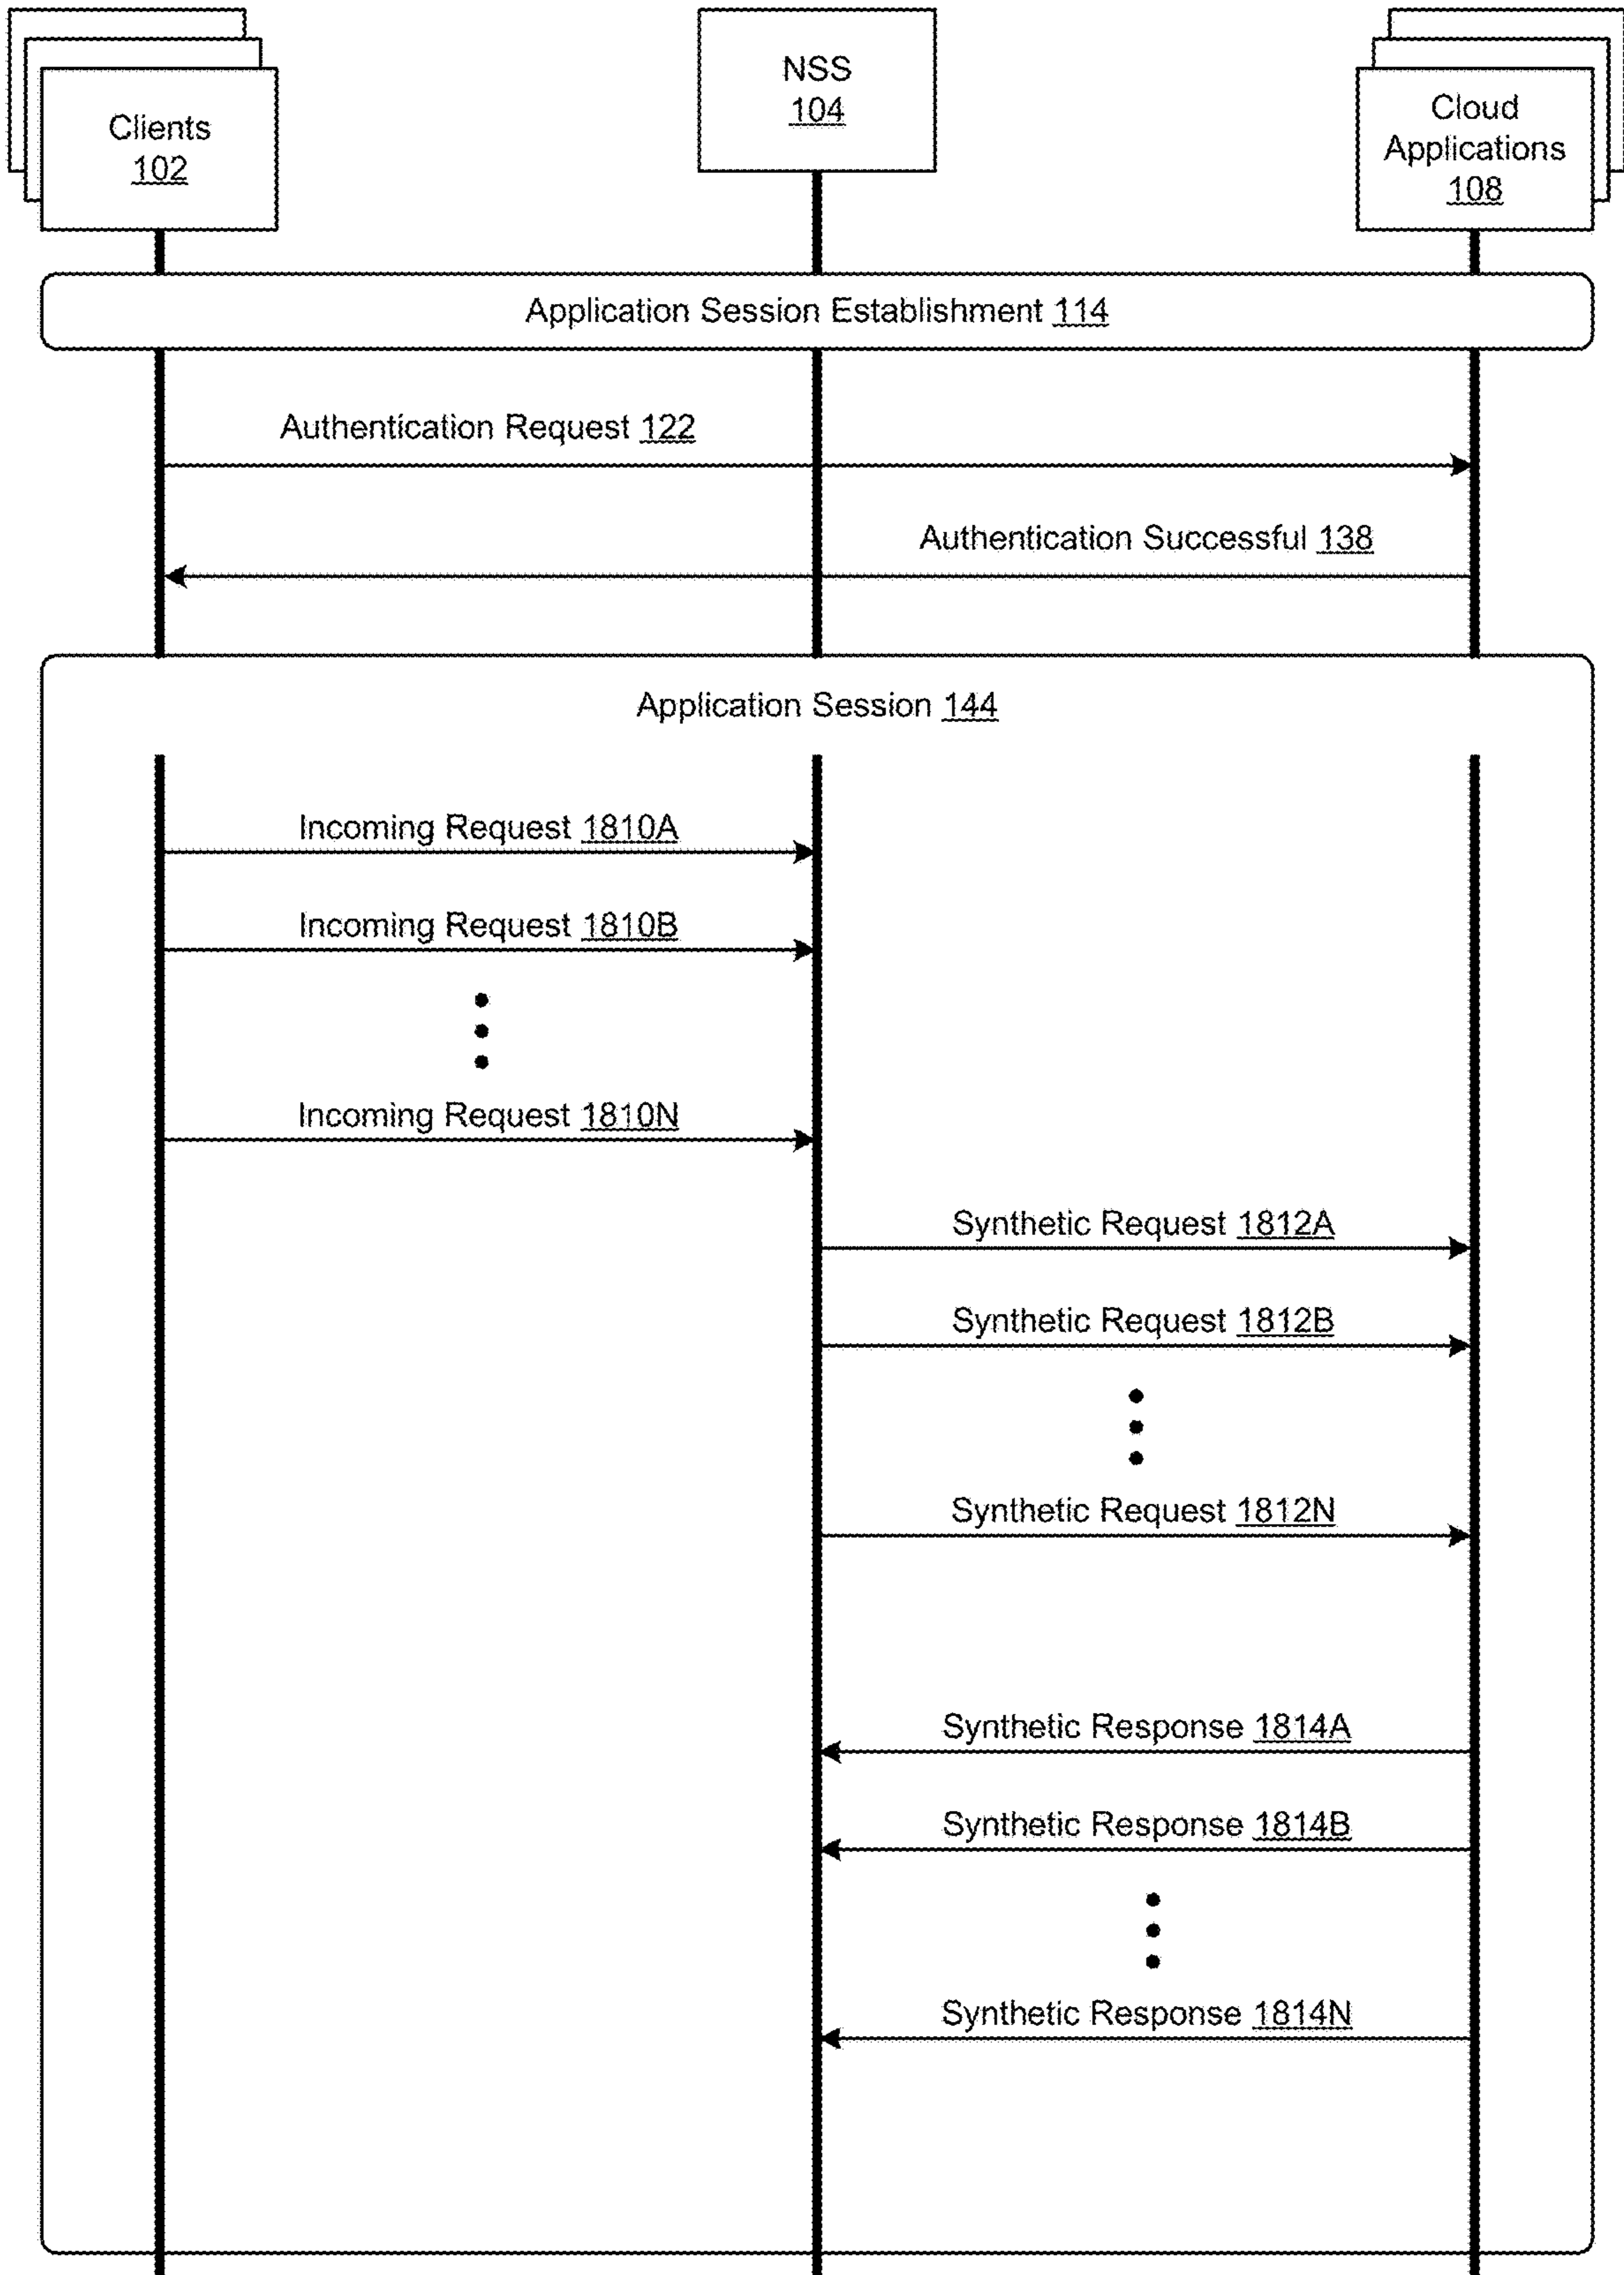 Clients
102
NSS
104
Cloud
Applications
108
Application Session Establishment 114
Authentication Request 122
Authentication Successful 138
Application Session 144
Incoming Request 1810A
Incoming Request 1810B
Incoming Request 1810N
Synthetic Request 1812A
Synthetic Request 1812B
Synthetic Request 1812N
Synthetic Response 1814A
Synthetic Response 1814B
Synthetic Response 1814N